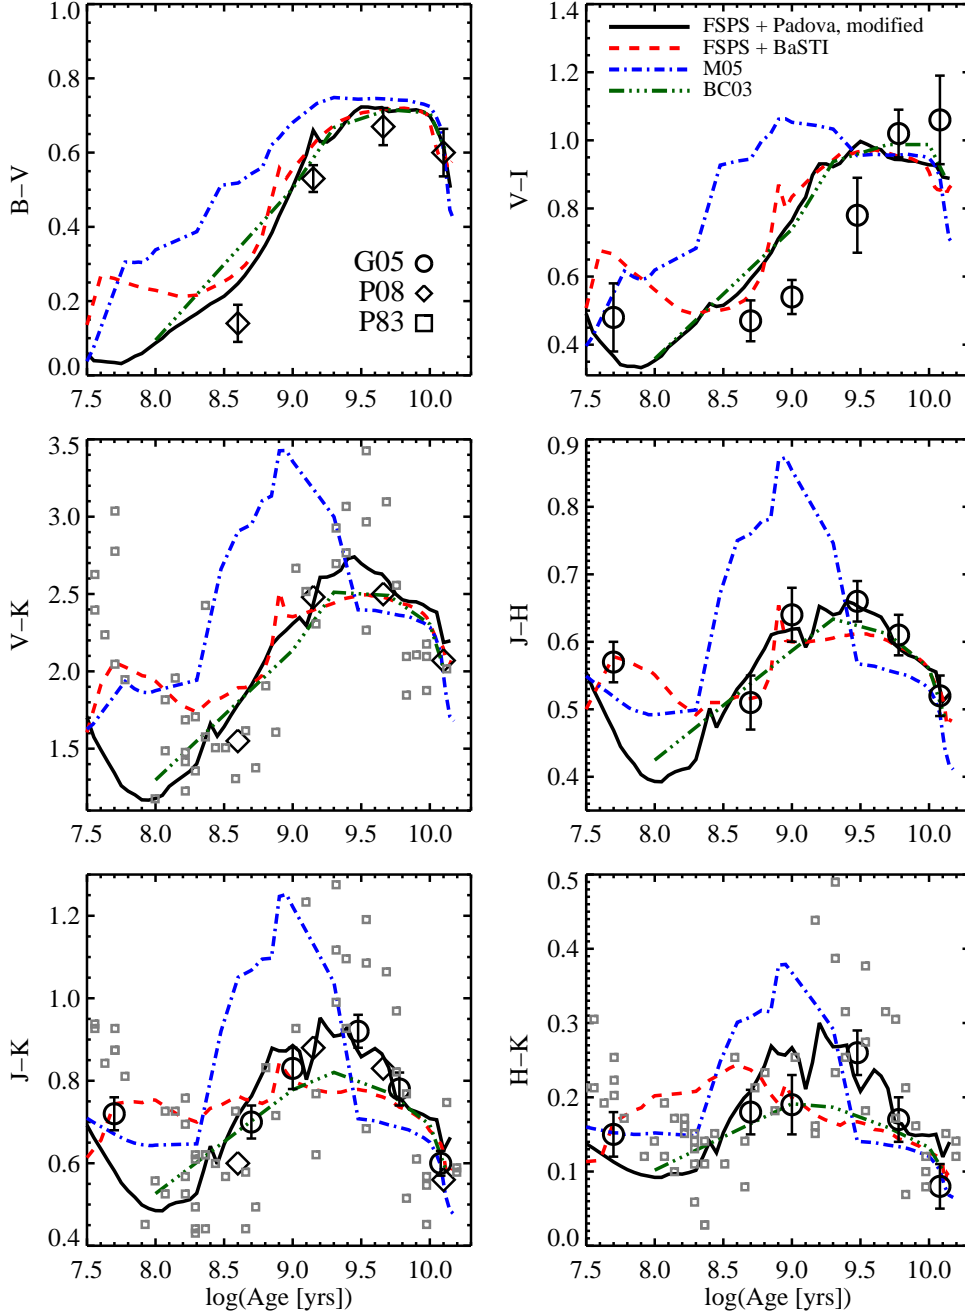 B−V
0.0
0.2
0.4
0.6
0.8
1.0
7.5 8.0 8.5 9.0 9.5 10.0
G05
P08
P83
V−I
0.4
0.6
0.8
1.0
1.2
1.4
7.5 8.0 8.5 9.0 9.5 10.0
FSPS + Padova, modified
FSPS + BaSTI
M05
BC03
V−K
1.5
2.0
2.5
3.0
3.5
7.5 8.0 8.5 9.0 9.5 10.0
J−H
0.4
0.5
0.6
0.7
0.8
0.9
7.5 8.0 8.5 9.0 9.5 10.0
J−K
0.4
0.6
0.8
1.0
1.2
7.5 8.0 8.5 9.0 9.5 10.0
log(Age [yrs])
H−K
0.0
0.1
0.2
0.3
0.4
0.5
7.5 8.0 8.5 9.0 9.5 10.0
log(Age [yrs])